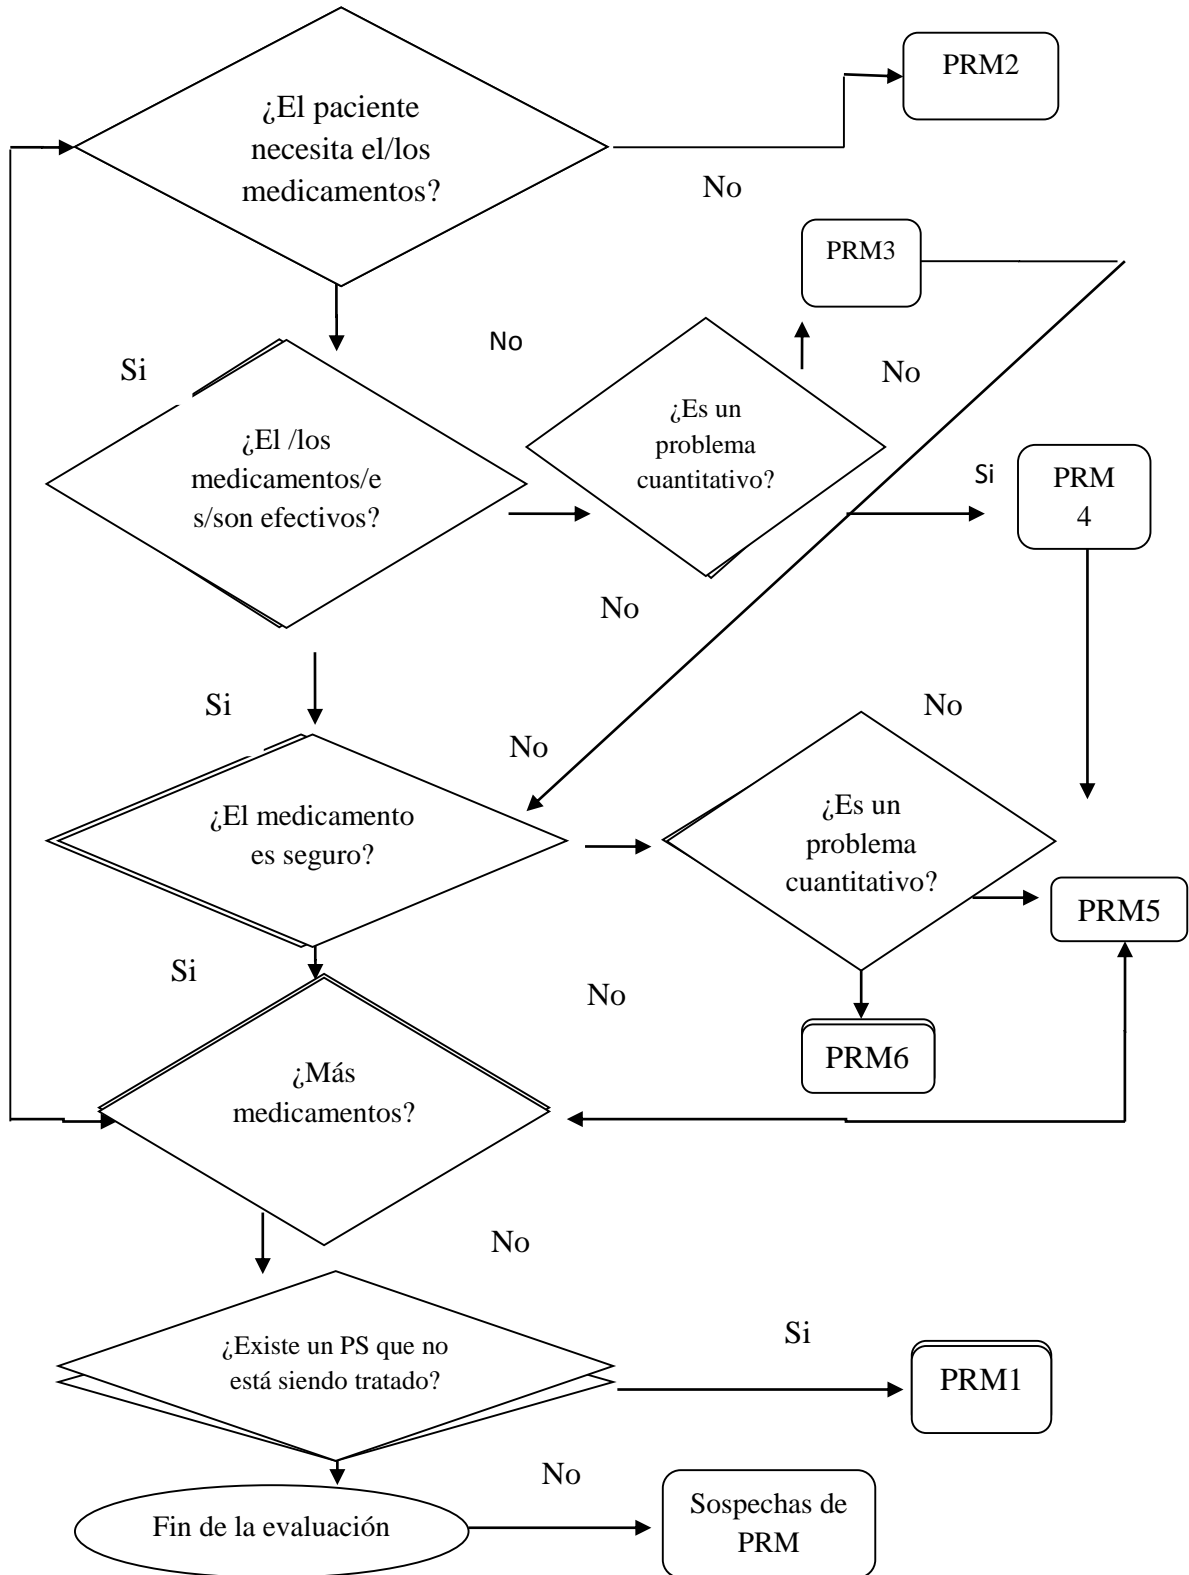 ¿El paciente
necesita el/los
medicamentos?
PRM2
No
PRM3
No
Si
No
¿El /los
medicamentos/e
s/son efectivos?
¿Es un
problema
cuantitativo?
Si
PRM
4
No
Si
No
No
¿El medicamento
es seguro?
¿Es un
problema
cuantitativo?
PRM5
Si
No
PRM6
¿Más
medicamentos?
No
¿Existe un PS que no
está siendo tratado?
Si
PRM1
No
Fin de la evaluación
Sospechas de
PRM